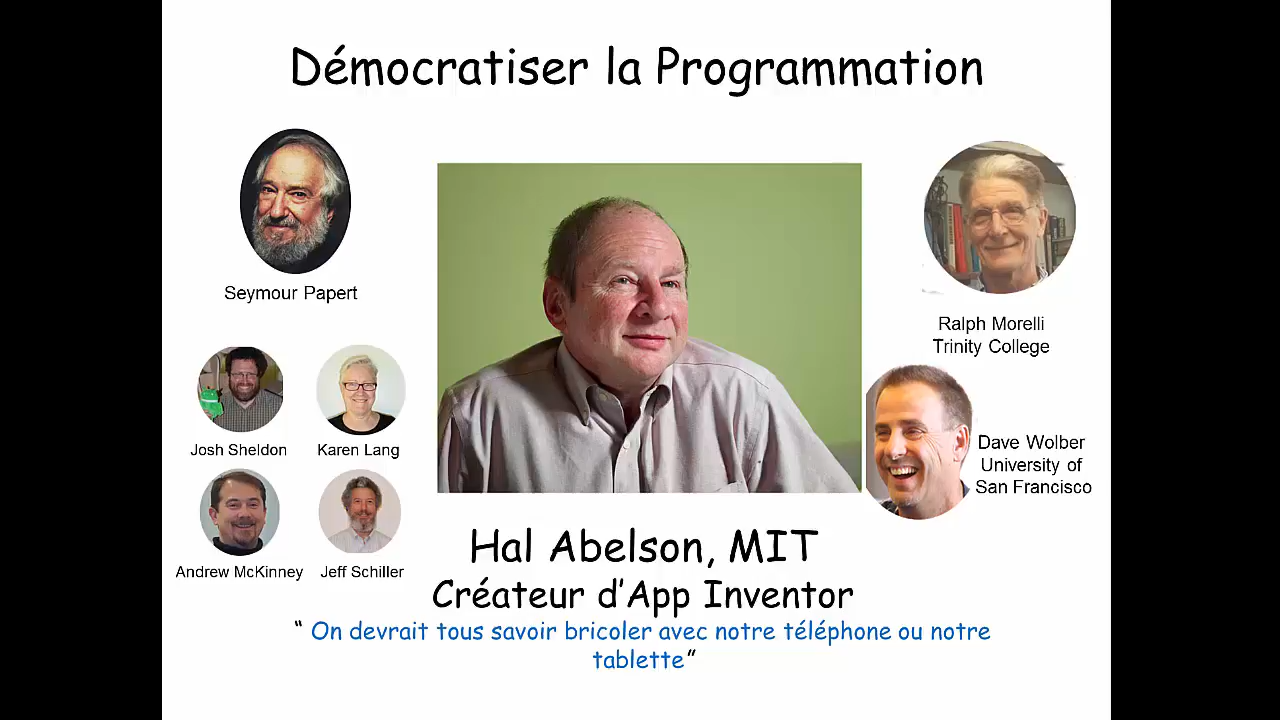 Démocratiser la Programmation
Seymour Papert
Ralph Morelli
Trinity College
Josh Sheldon
Karen Lang
Dave Wolber
University of
San Francisco
Andrew McKinney
Jeff Schiller
Hal Abelson, MIT
Créateur d’App Inventor
“ On devrait tous savoir bricoler avec notre téléphone ou notre
tablette”